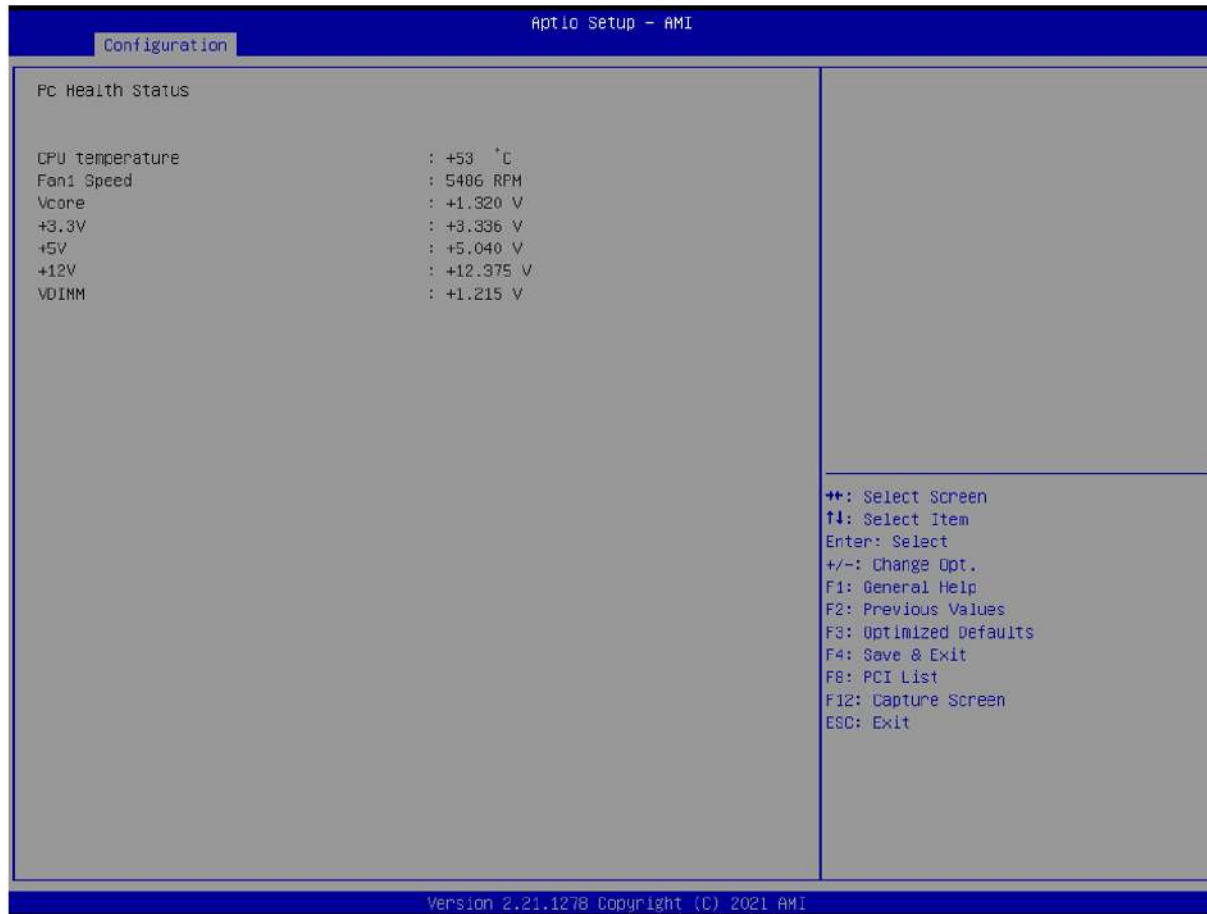 Aptio Setup - AMI
Configuration
Pc Health Status
CPU temperature : +53 °C
Fan1 Speed : 5486 RPM
Vcore : +1.320 V
+3.3V : +3.336 V
+5V : +5.040 V
+12V : +12.375 V
VDIMM : +1.215 V
→←: Select Screen
↑↓: Select Item
Enter: Select
+/-: Change Opt.
F1: General Help
F2: Previous Values
F3: Optimized Defaults
F4: Save & Exit
F8: PCI List
F12: Capture Screen
ESC: Exit
Version 2.21.1278 Copyright (C) 2021 AMI